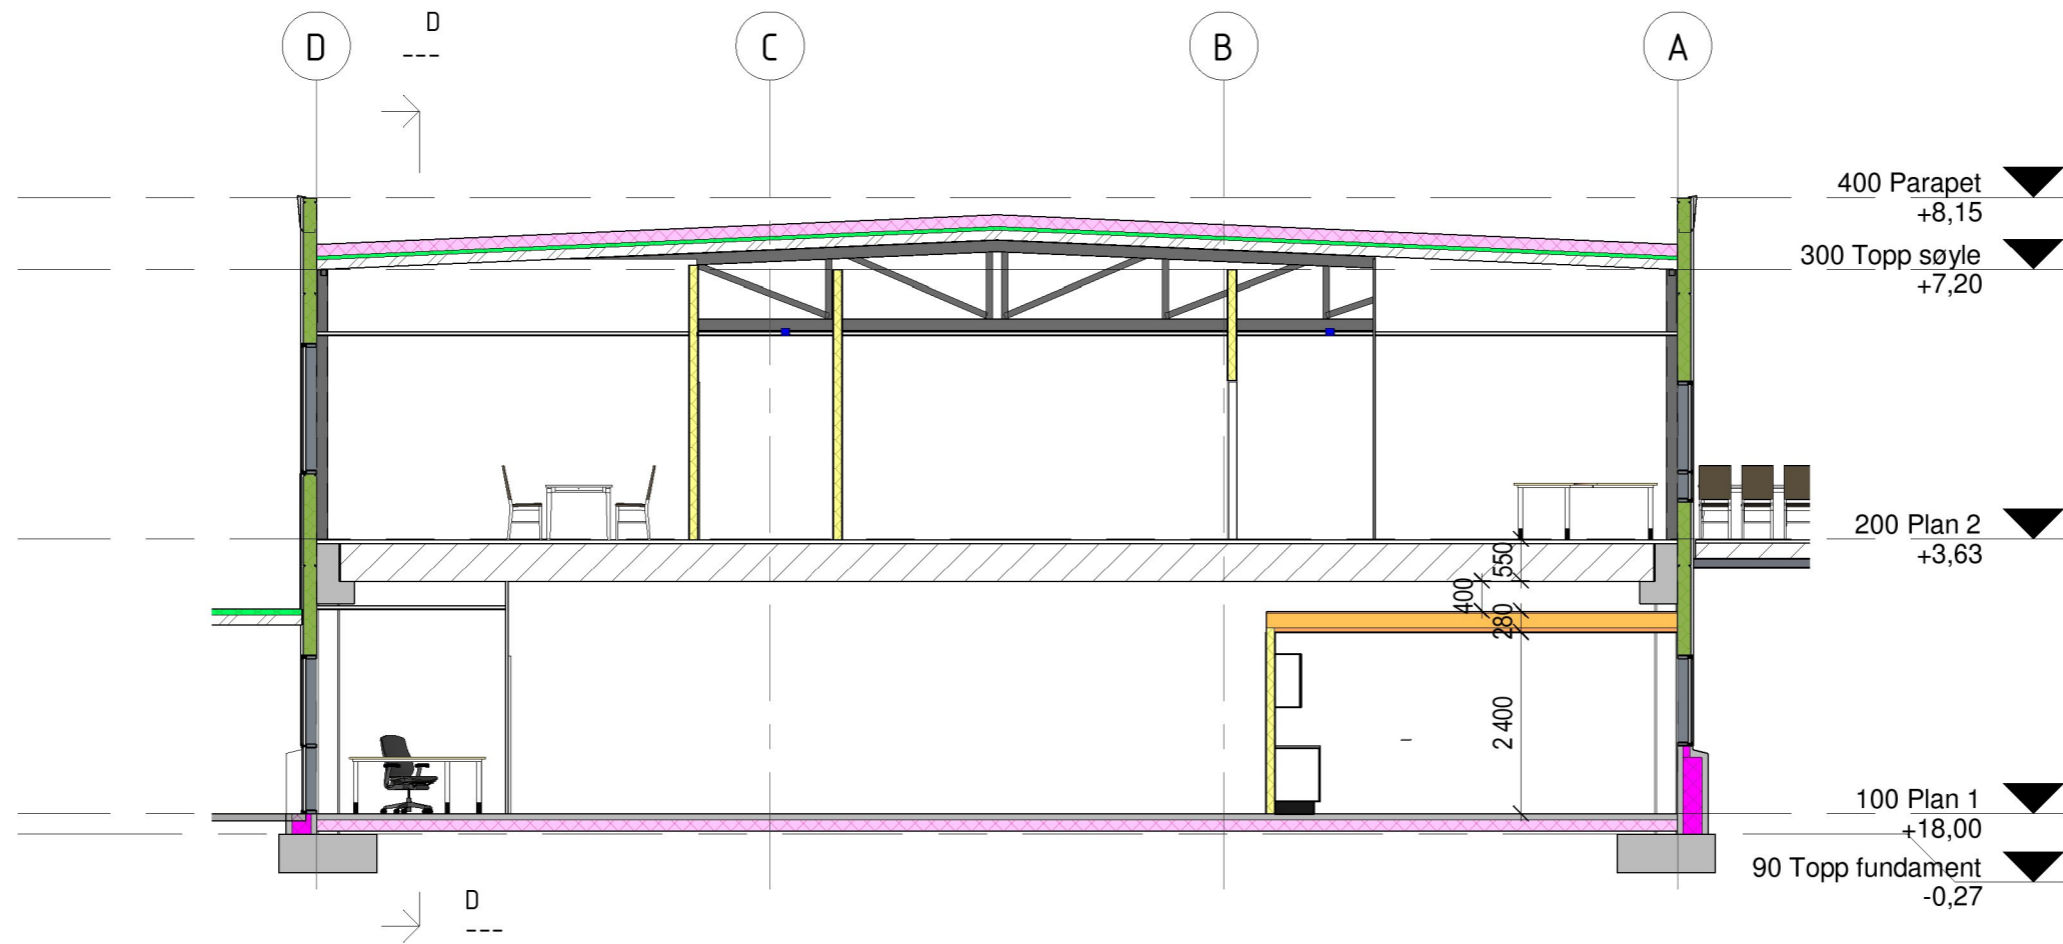 D
D
C
B
A
---
400 Parapet
+8,15
300 Topp søyle
+7,20
200 Plan 2
+3,63
550
400
280
2 400
100 Plan 1
+18,00
90 Topp fundament
-0,27
D
---